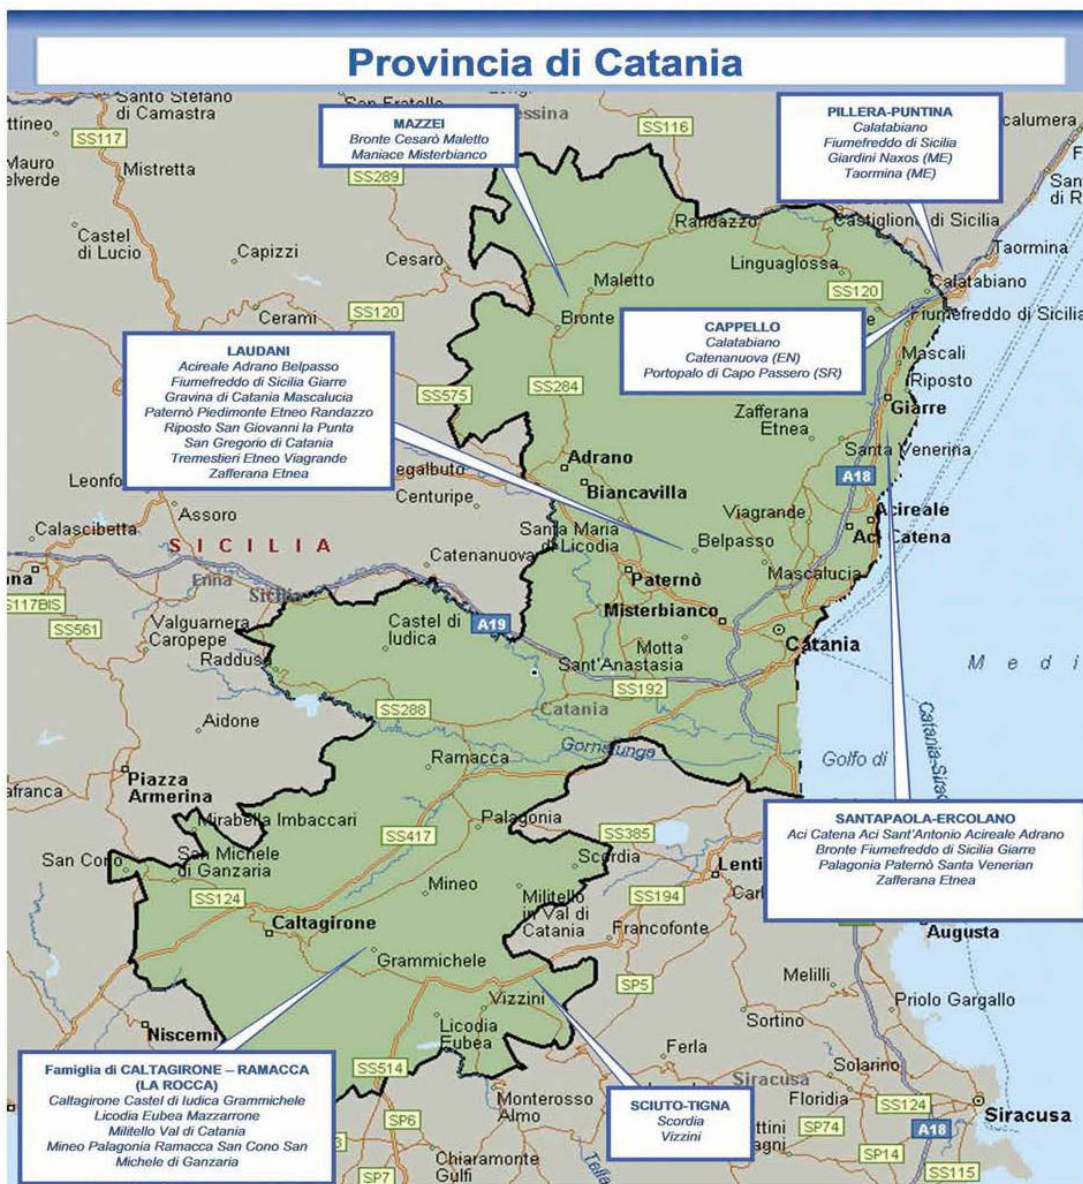 Provincia di Catania
Santo Stefano
di Camastra
SS117
Mistretta
Castel
di Lucio
Capizzi
Cerami
SS289
SS120
Cesarò
SS116
MAZZEI
Bronte Cesarò Maletto
Maniace Misterbianco
PILLERA-PUNTINA
Calatabiano
Fiumefreddo di Sicilia
Giardini Naxos (ME)
Taormina (ME)
Randazzo
Castiglione di Sicilia
Taormina
Linguaglossa
SS120
Calatabiano
Maletto
Bronte
Fiumefreddo di Sicilia
CAPPELLO
Calatabiano
Catenanuova (EN)
Portopalo di Capo Passero (SR)
Mascali
Riposto
Giarre
LAUDANI
Acireale Adrano Belpasso
Fiumefreddo di Sicilia Giarre
Gravina di Catania Mascalucia
Paternò Piedimonte Etneo Randazzo
Riposto San Giovanni la Punta
San Gregorio di Catania
Tremestieri Etneo Viagrande
Zafferana Etnea
SS575
SS284
Zafferana
Etnea
Santa Venerina
Adrano
A18
Biancavilla
Centuripe
Assoro
Calascibetta
SICILIA
Viagrande
Acireale
Aci Catena
Santa Maria
di Licodia
Belpasso
Catenanuova
Mascalucia
Paternò
Enna
Sicilia
S117BIS
SS561
Valguarnera
Caropepe
Raddusa
Castel di
Iudica
A19
Misterbianco
Motta
Sant'Anastasia
Catania
SS192
Catania
SS288
Aidone
Gornalunga
Golfo di
Ramacca
Piazza
Armerina
Mirabella Imbaccari
SS417
Palagonia
SS385
San Cono
San Michele
di Ganzaria
Scordia
SS124
Mineo
Militello
in Val di
Catania
SS194
Caltagirone
Francofonte
SANTAPAOLA-ERCOLANO
Aci Catena Aci Sant'Antonio Acireale Adrano
Bronte Fiumefreddo di Sicilia Giarre
Palagonia Paternò Santa Venerian
Zafferana Etnea
Augusta
Grammichele
SP5
Melilli
Vizzini
Priolo Gargallo
Licodia
Eubea
Sortino
Niscemi
Ferla
SS514
Solarino
Siracusa
Floridia
SS124
Siracusa
Monterosso
Almo
SP6
SP74
A18
Famiglia di CALTAGIRONE – RAMACCA
(LA ROCCA)
Caltagirone Castel di Iudica Grammichele
Licodia Eubea Mazzarrone
Militello Val di Catania
Mineo Palagonia Ramacca San Cono San
Michele di Ganzaria
SCIUTO-TIGNA
Scordia
Vizzini
Chiaramonte
Gulfi
SP7
SP14
SS115